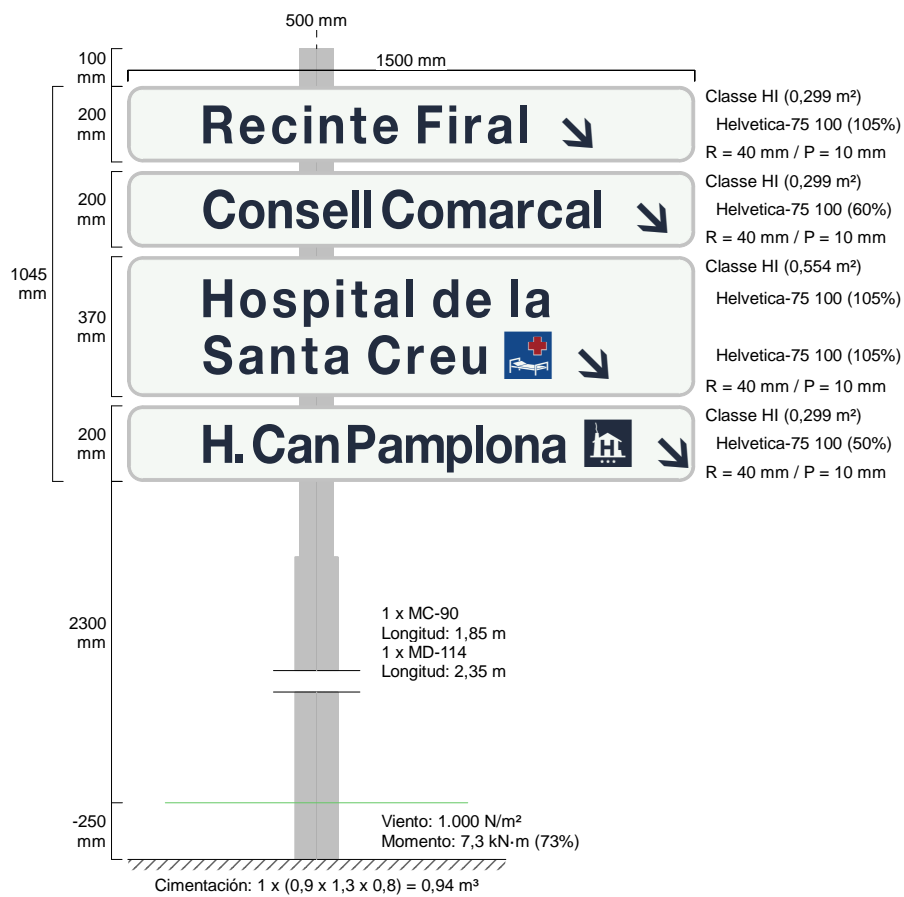 500 mm
100
mm
1500 mm
Recinte Firal
200
mm
Classe HI (0,299 m²)
Helvetica-75 100 (105%)
R = 40 mm / P = 10 mm
Consell Comarcal
200
mm
Classe HI (0,299 m²)
Helvetica-75 100 (60%)
R = 40 mm / P = 10 mm
1045
mm
Hospital de la
Santa Creu
370
mm
Classe HI (0,554 m²)
Helvetica-75 100 (105%)
Helvetica-75 100 (105%)
R = 40 mm / P = 10 mm
H. Can Pamplona
H
200
mm
Classe HI (0,299 m²)
Helvetica-75 100 (50%)
R = 40 mm / P = 10 mm
2300
mm
1 x MC-90
Longitud: 1,85 m
1 x MD-114
Longitud: 2,35 m
-250
mm
Viento: 1.000 N/m²
Momento: 7,3 kN·m (73%)
Cimentación: 1 x (0,9 x 1,3 x 0,8) = 0,94 m³